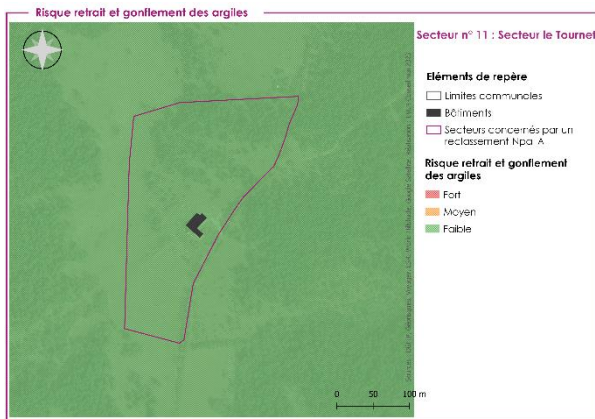 Risque retrait et gonflement des argiles
Secteur n° 11 : Secteur le Tournet
Eléments de repère
Limites communales
Bâtiments
Secteurs concernés par un
reclassement Npa A
Risque retrait et gonflement
des argiles
Fort
Moyen
Faible
0 50 100 m